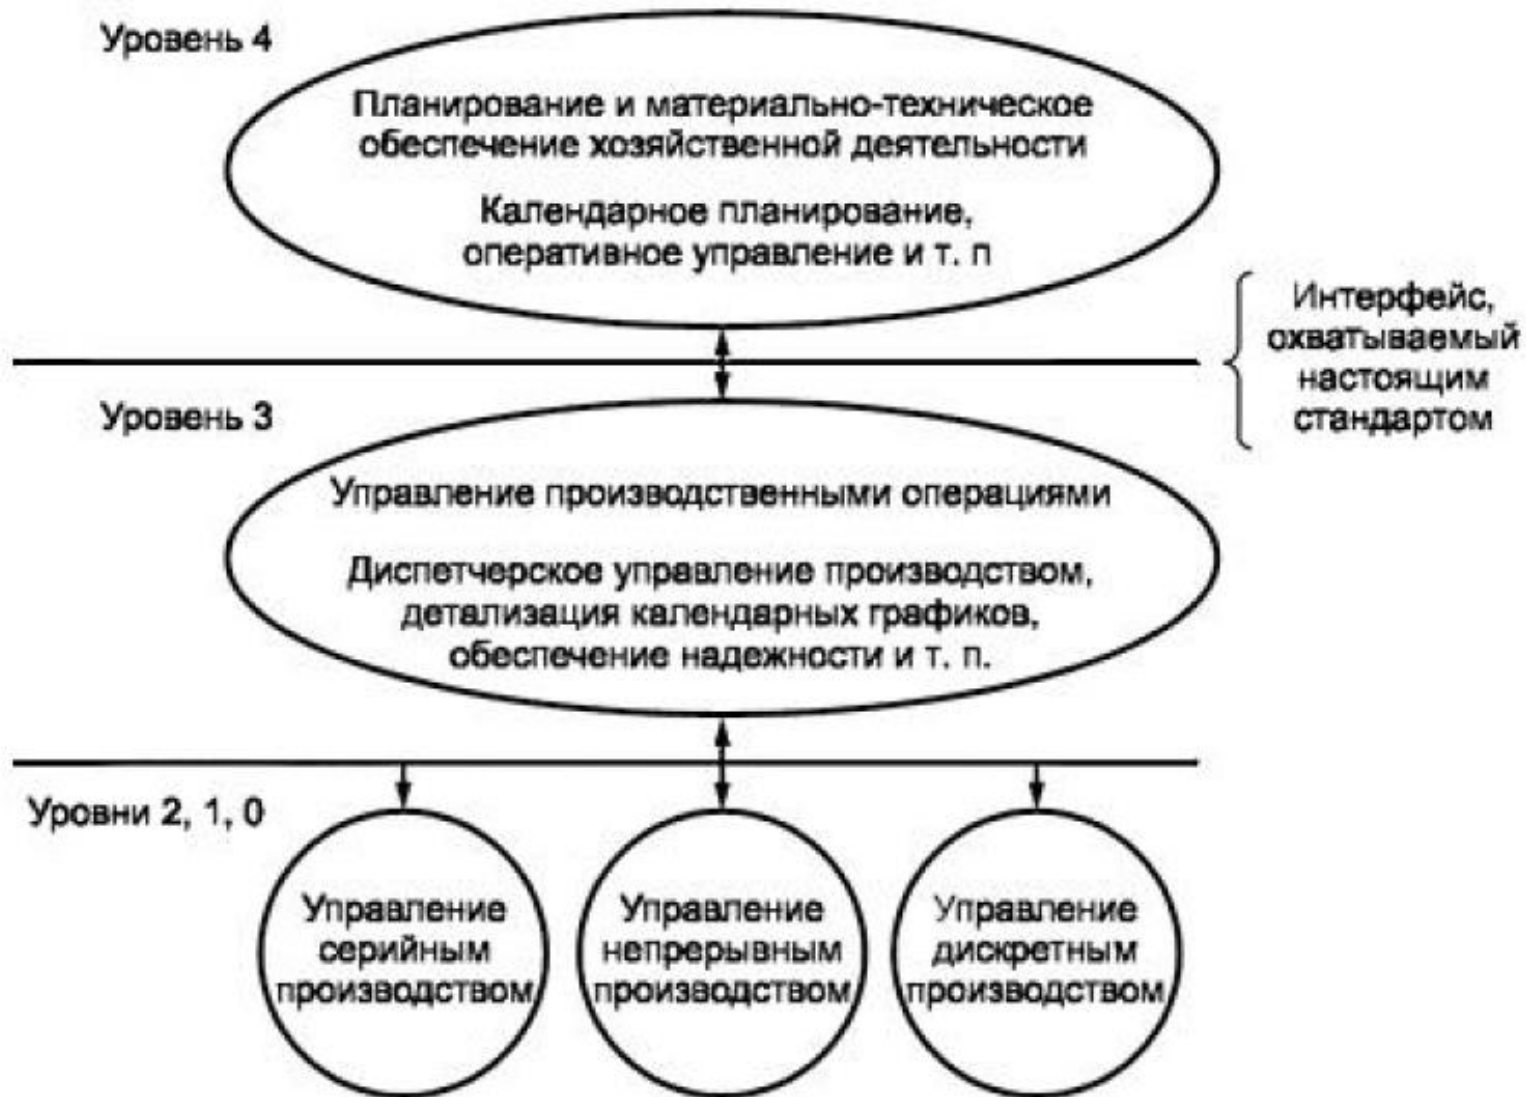 Уровень 4
Планирование и материально-техническое
обеспечение хозяйственной деятельности
Календарное планирование,
оперативное управление и т. п
Интерфейс,
охватываемый
настоящим
стандартом
Уровень 3
Управление производственными операциями
Диспетчерское управление производством,
детализация календарных графиков,
обеспечение надежности и т. п.
Уровни 2, 1, 0
Управление
серийным
производством
Управление
непрерывным
производством
Управление
дискретным
производством